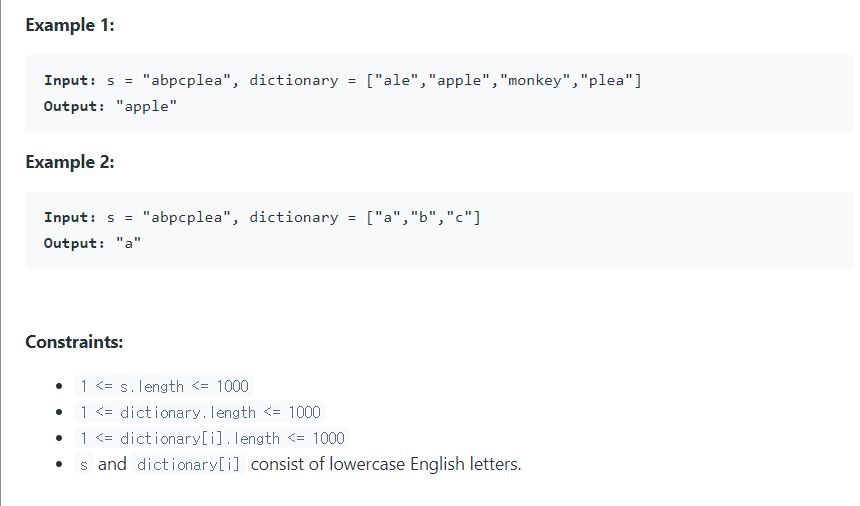 Example 1:
Input: s = "abpcplea", dictionary = ["ale","apple","monkey","plea"]
Output: "apple"
Example 2:
Input: s = "abpcplea", dictionary = ["a","b","c"]
Output: "a"
Constraints:
• 1 <= s.length <= 1000
• 1 <= dictionary.length <= 1000
• 1 <= dictionary[i].length <= 1000
• s and dictionary[i] consist of lowercase English letters.